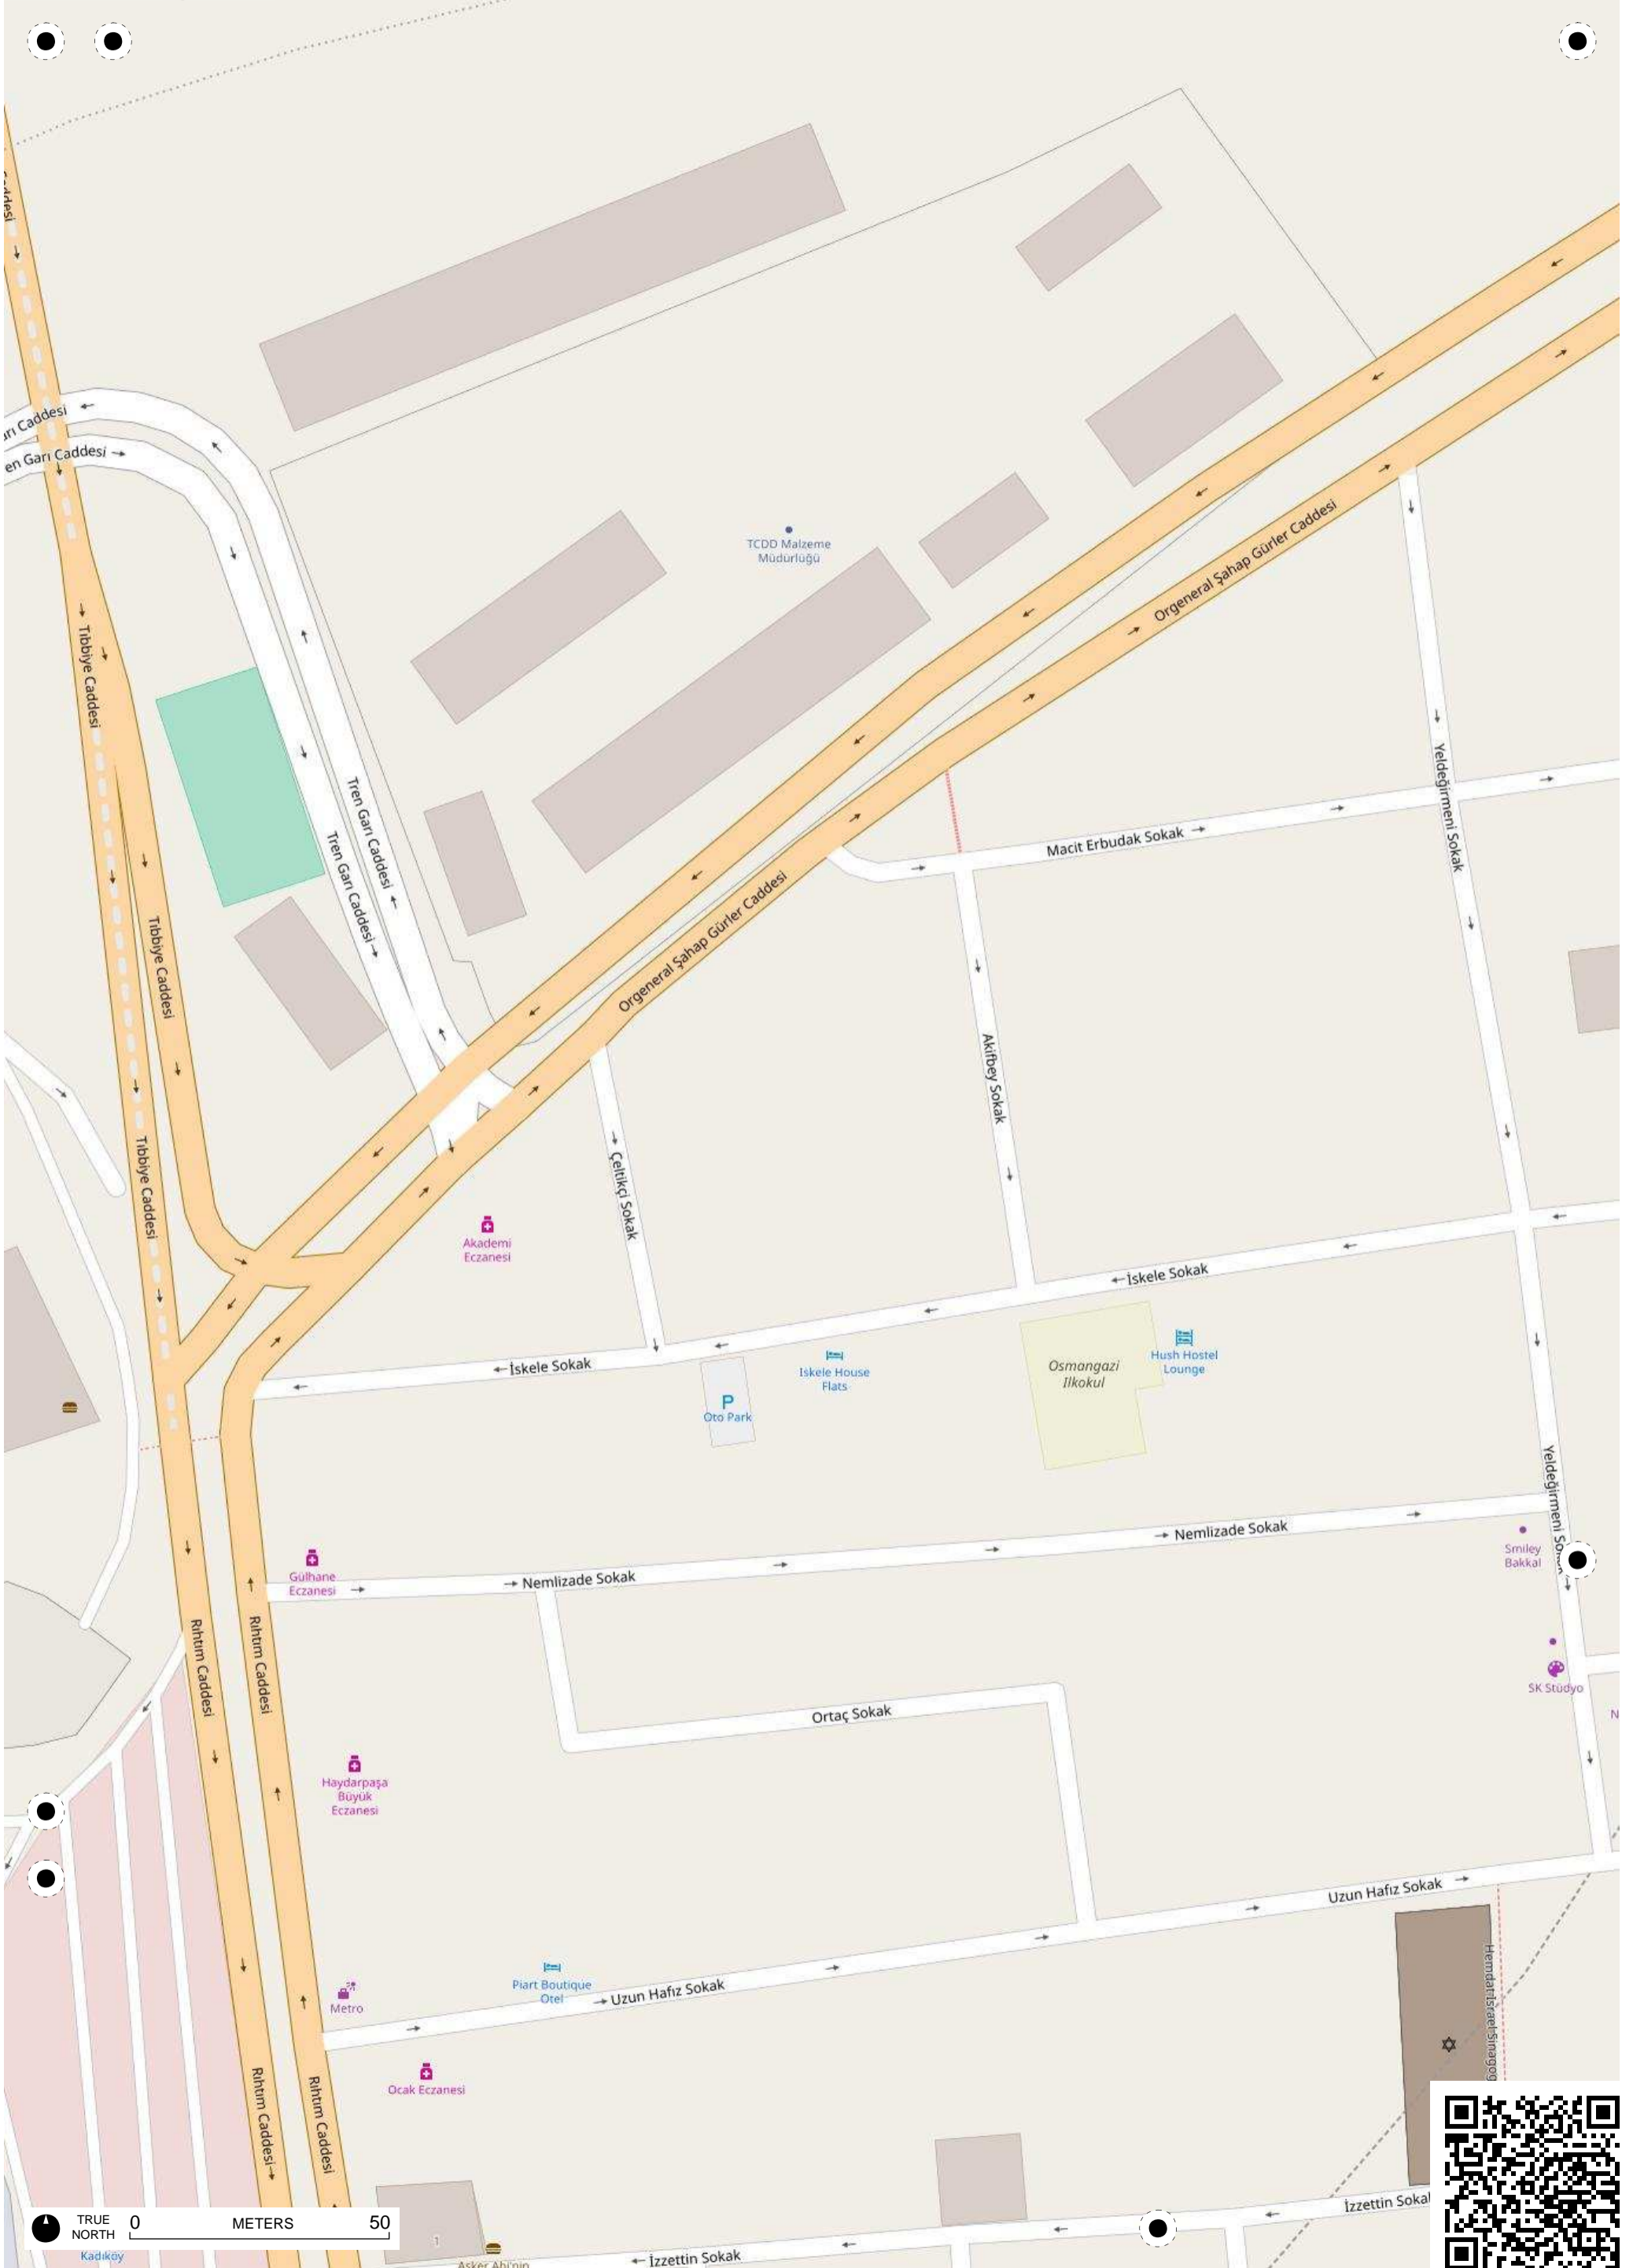 Caddesi
Caddesi
en Garı Caddesi
TCDD Malzeme
Müdürlüğü
Orgeneral Şahap Gürler Caddesi
Tıbbiye Caddesi
Yeldeğirmeni Sokak
Tren Garı Caddesi
Tren Garı Caddesi
Macit Erbudak Sokak
Orgeneral Şahap Gürler Caddesi
Tıbbiye Caddesi
Akifbey Sokak
Tıbbiye Caddesi
Çeltikçi Sokak
Akademi
Eczanesi
İskele Sokak
İskele Sokak
Hush Hostel
Lounge
Iskele House
Flats
Osmangazi
Ilkokul
P
Oto Park
Yeldeğirmeni
Nemlizade Sokak
Smiley
Bakkal
Gülhane
Eczanesi
Nemlizade Sokak
Rıhtım Caddesi
Rıhtım Caddesi
SK Stüdyo
N
Ortaç Sokak
Haydarpaşa
Büyük
Eczanesi
Uzun Hafız Sokak
Hemdat Israel Sinagog
Piart Boutique
Otel
Uzun Hafız Sokak
Metro
Ocak Eczanesi
Rıhtım Caddesi
Rıhtım Caddesi
İzzettin Sokak
TRUE
NORTH
0 METERS 50
1
Kadıköy
İzzettin Sokak